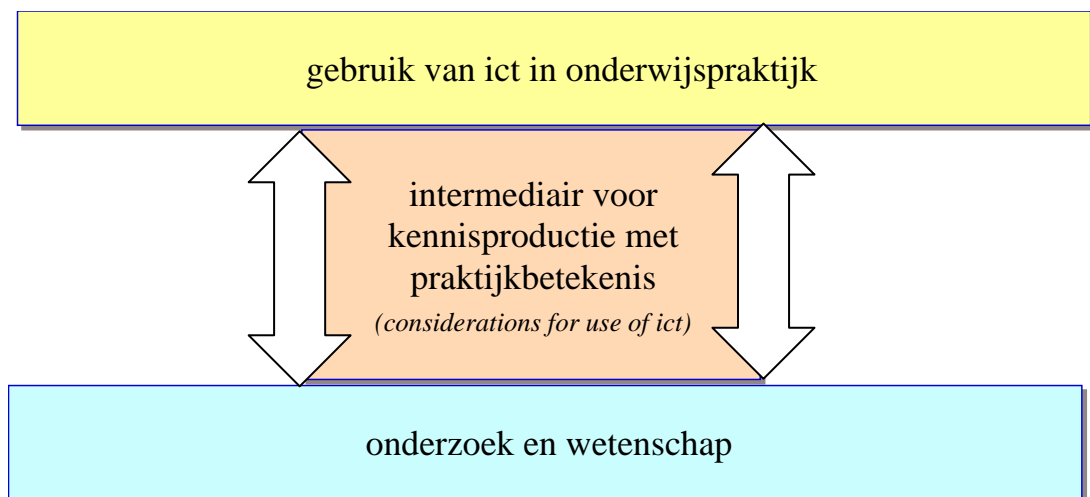 gebruik van ict in onderwijspraktijk
intermediair voor
kennisproductie met
praktijkbetekenis
(considerations for use of ict)
onderzoek en wetenschap